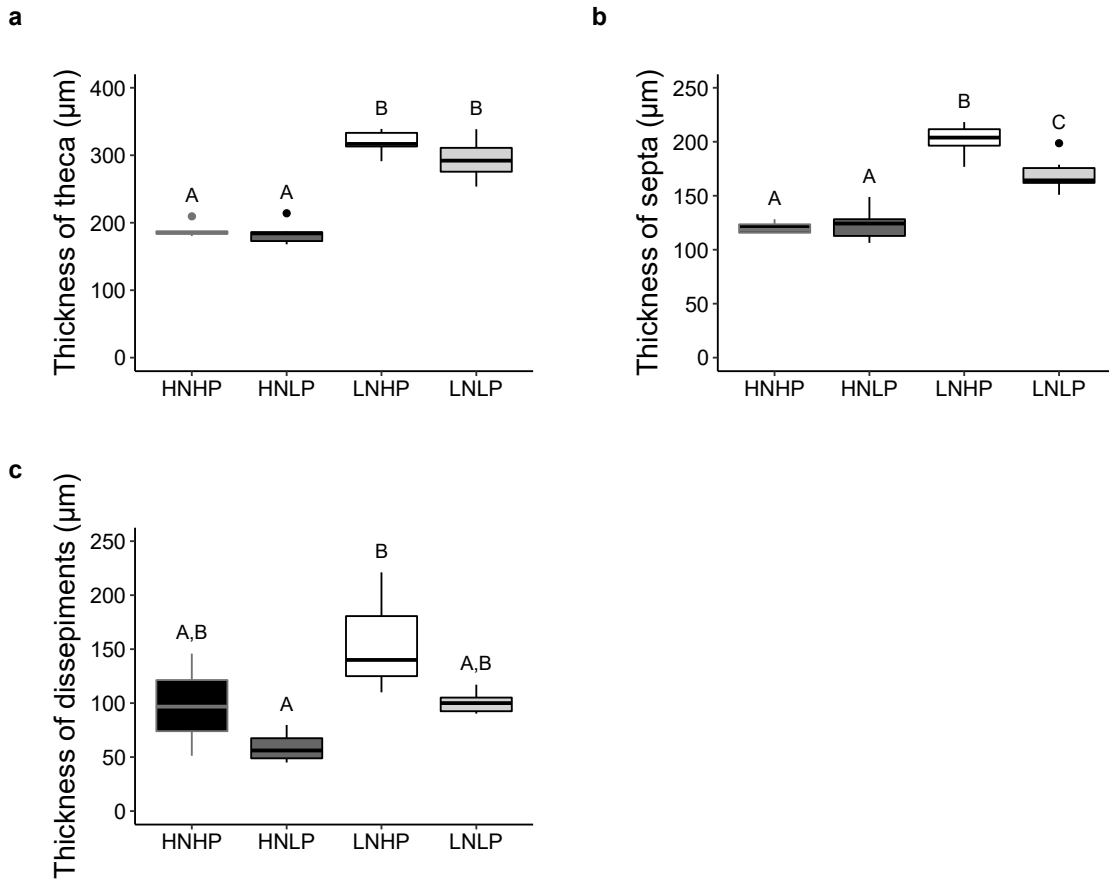 a
Thickness of theca (µm)
400
300
200
100
0
A
A
B
B
HNHP
HNLP
LNHP
LNLP
b
Thickness of septa (µm)
250
200
150
100
50
0
A
A
B
C
HNHP
HNLP
LNHP
LNLP
c
Thickness of dissepiments (µm)
250
200
150
100
50
0
A,B
A
B
A,B
HNHP
HNLP
LNHP
LNLP